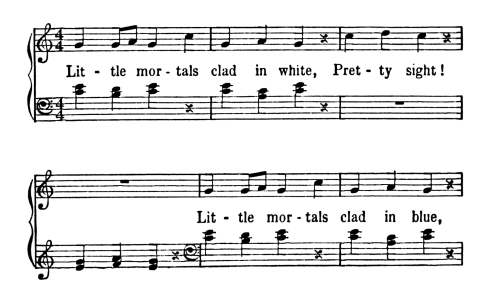 Lit - tle mor - tals clad in white, Pret - ty sight!
Lit - tle mor - tals clad in blue,